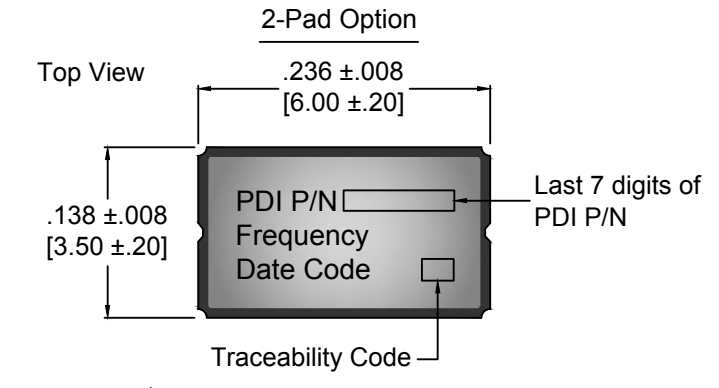 2-Pad Option
Top View
.236 ±.008
[6.00 ±.20]
.138 ±.008
[3.50 ±.20]
PDI P/N
Frequency
Date Code
Last 7 digits of
PDI P/N
Traceability Code